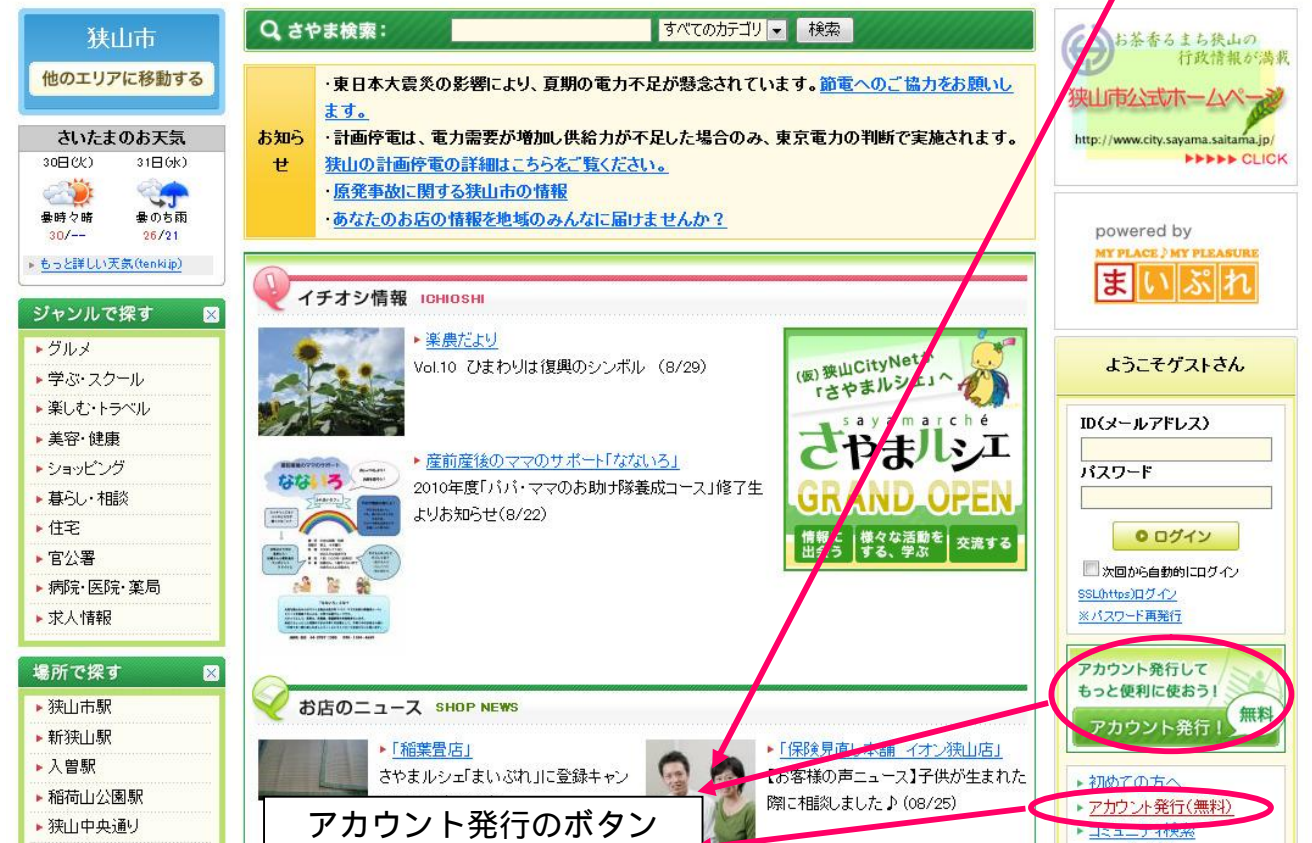 狭山市
他のエリアに移動する
さいたまのお天気
30日(火) 31日(水)
曇時々晴 曇のち雨
30/-- 26/21
もっと詳しい天気(tenki.jp)
ジャンルで探す
グルメ
学ぶ・スクール
楽しむ・トラベル
美容・健康
ショッピング
暮らし・相談
住宅
官公署
病院・医院・薬局
求人情報
場所で探す
狭山市駅
新狭山駅
入曽駅
稲荷山公園駅
狭山中央通り
さやま検索:
すべてのカテゴリ
検索
お知らせ
・東日本大震災の影響により、夏期の電力不足が懸念されています。節電へのご協力をお願いし
ます。
・計画停電は、電力需要が増加し供給力が不足した場合のみ、東京電力の判断で実施されます。
狭山の計画停電の詳細はこちらをご覧ください。
・原発事故に関する狭山市の情報
・あなたのお店の情報を地域のみんなに届けませんか?
イチオシ情報 ICHIOSHI
楽農だより
Vol.10 ひまわりは復興のシンボル (8/29)
なないろ
産前産後のママのサポート「なないろ」
2010年度「パパ・ママのお助け隊養成コース」修了生
よりお知らせ(8/22)
(仮)狭山CityNetが
「さやまルシェ」へ
sayamarché
さやまルシェ
GRAND OPEN
情報に
出会う
様々な活動を
する、学ぶ
交流する
お店のニュース SHOP NEWS
「稲葉畳店」
さやまルシェ「まいぷれ」に登録キャン
「保険見直し本舗 イオン狭山店」
【お客様の声ニュース】子供が生まれた
際に相談しました♪(08/25)
アカウント発行のボタン
お茶香るまち狭山の
行政情報が満載
狭山市公式ホームページ
http://www.city.sayama.saitama.jp/
CLICK
powered by
MY PLACE♪MY PLEASURE
まいぷれ
ようこそゲストさん
ID(メールアドレス)
パスワード
ログイン
次回から自動的にログイン
SSL(https)ログイン
※パスワード再発行
アカウント発行して
もっと便利に使おう!
無料
アカウント発行!
初めての方へ
アカウント発行(無料)
コミュニティ検索